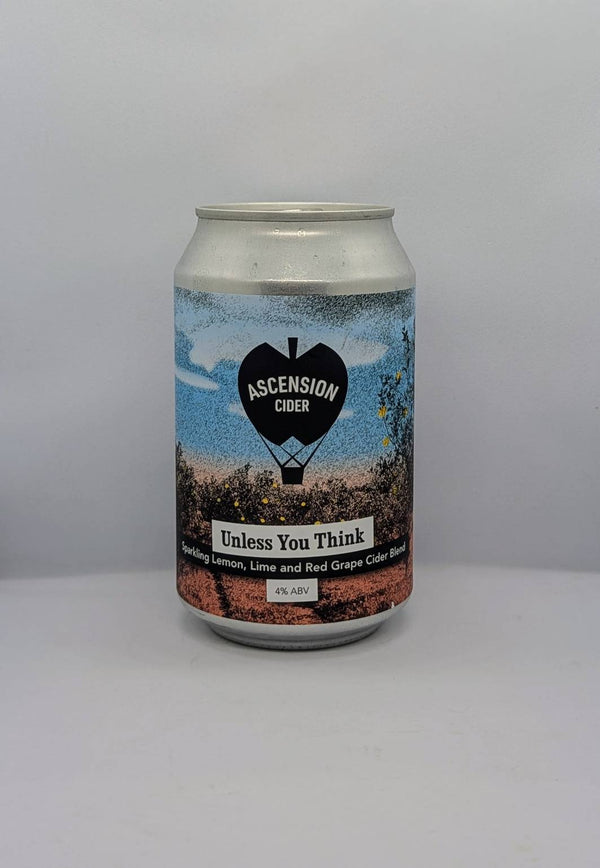 ASCENSION
CIDER
Unless You Think
Sparkling Lemon, Lime and Red Grape Cider Blend
4% ABV